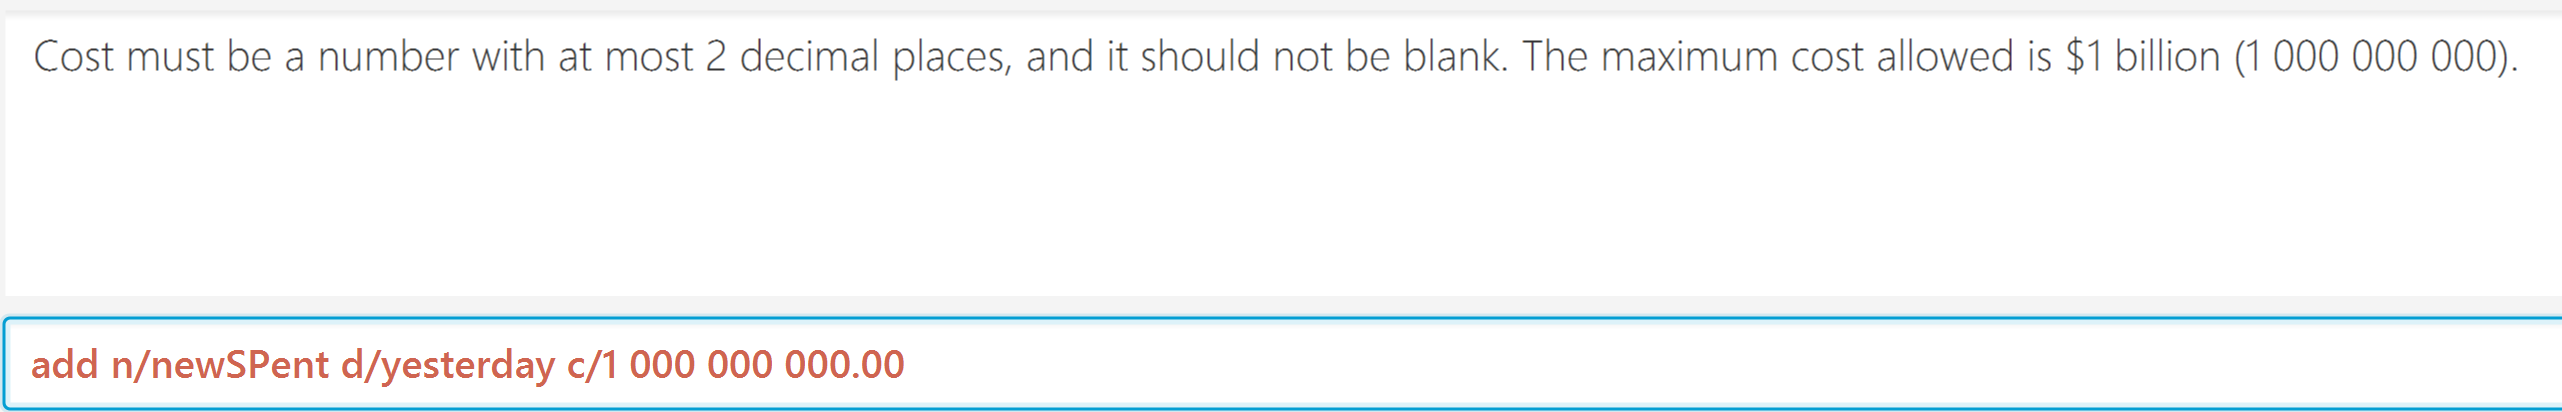 Cost must be a number with at most 2 decimal places, and it should not be blank. The maximum cost allowed is $1 billion (1 000 000 000).
add n/newSPent d/yesterday c/1 000 000 000.00